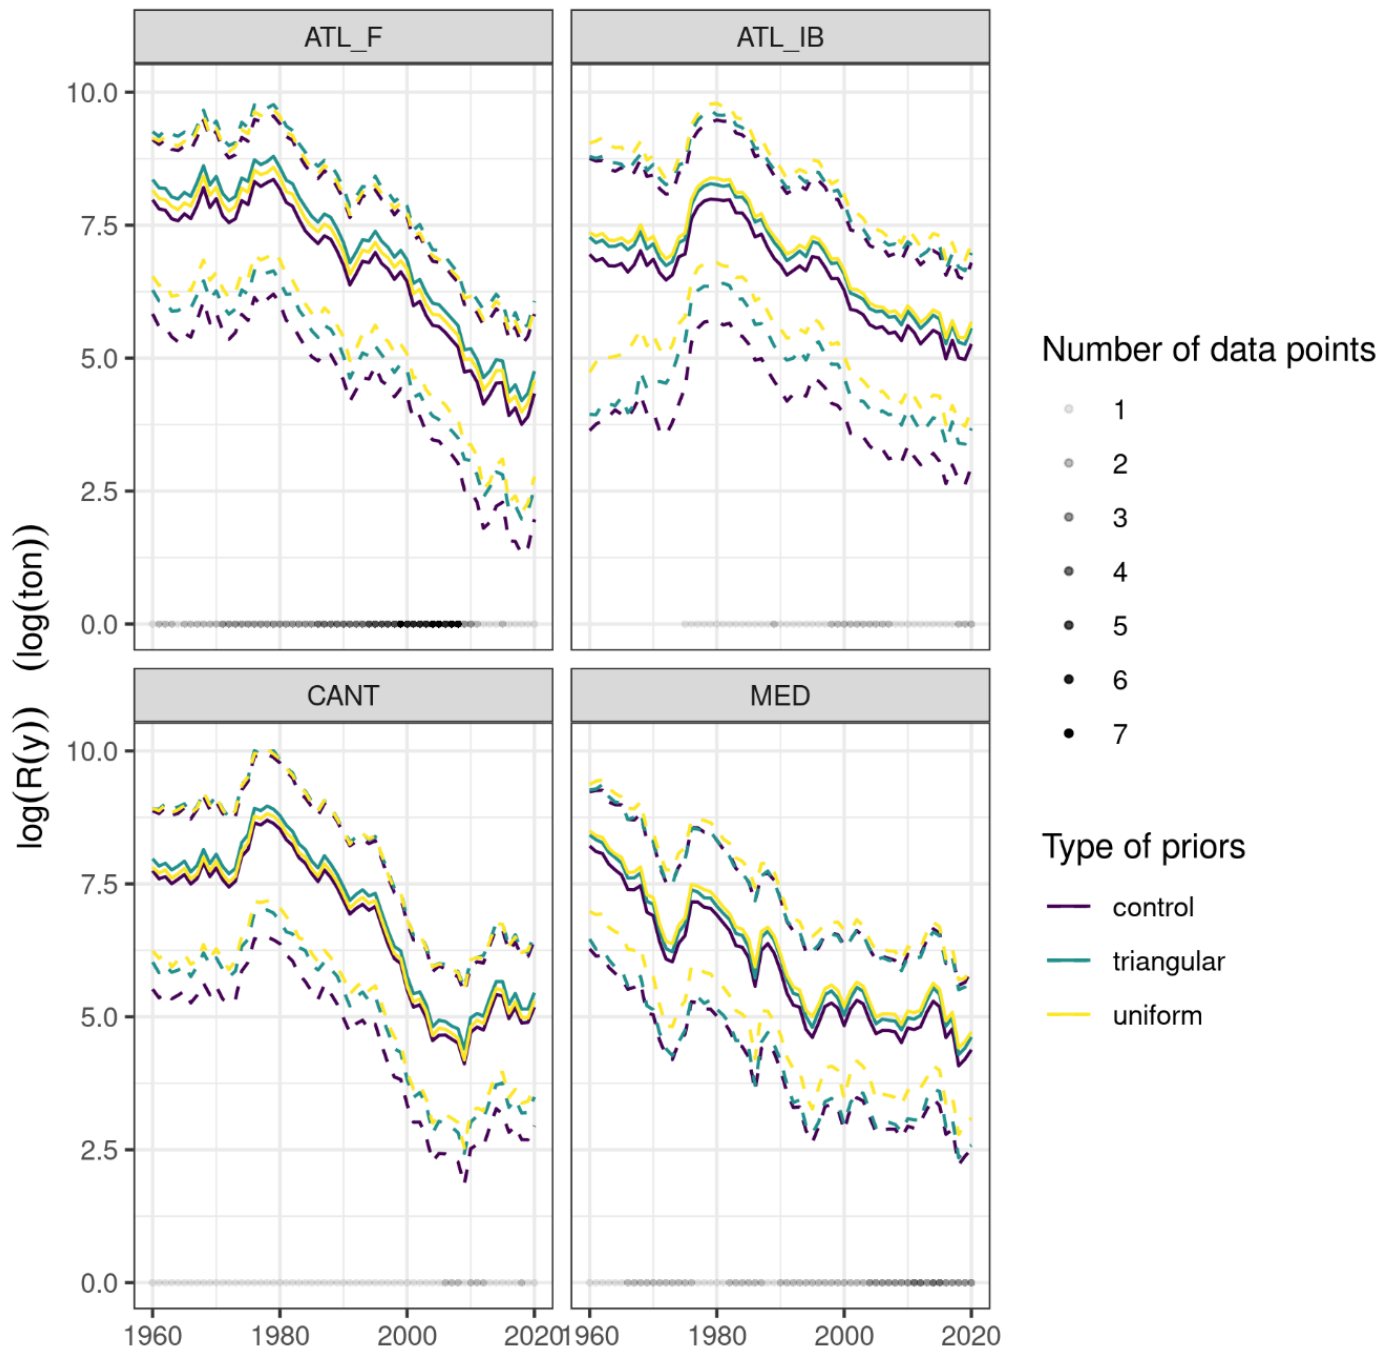 ATL_F
ATL_IB
10.0
7.5
5.0
2.5
0.0
CANT
MED
10.0
7.5
5.0
2.5
0.0
1960
1980
2000
2020
1960
1980
2000
2020
log(R(y)) (log(ton))
Number of data points
1
2
3
4
5
6
7
Type of priors
control
triangular
uniform